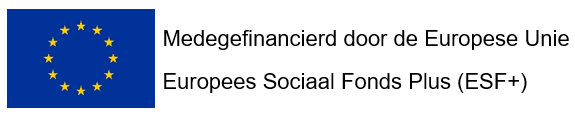 Medegefinancierd door de Europese Unie
Europees Sociaal Fonds Plus (ESF+)